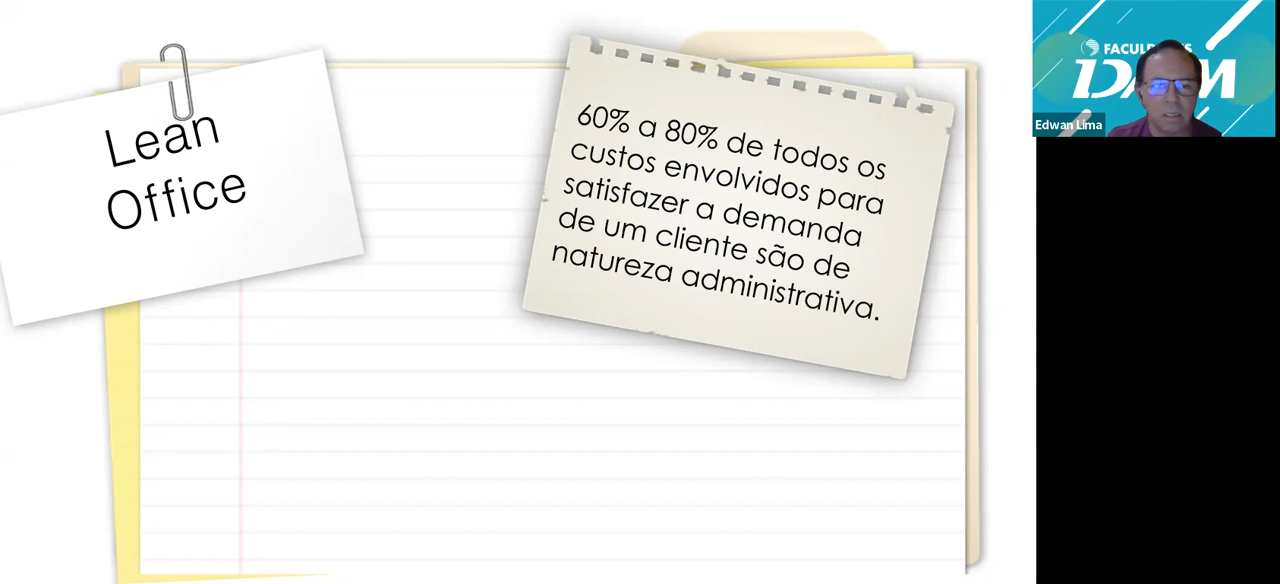 Lean
Office
60% a 80% de todos os
custos envolvidos para
satisfazer a demanda
de um cliente são de
natureza administrativa.
Edwan Lima